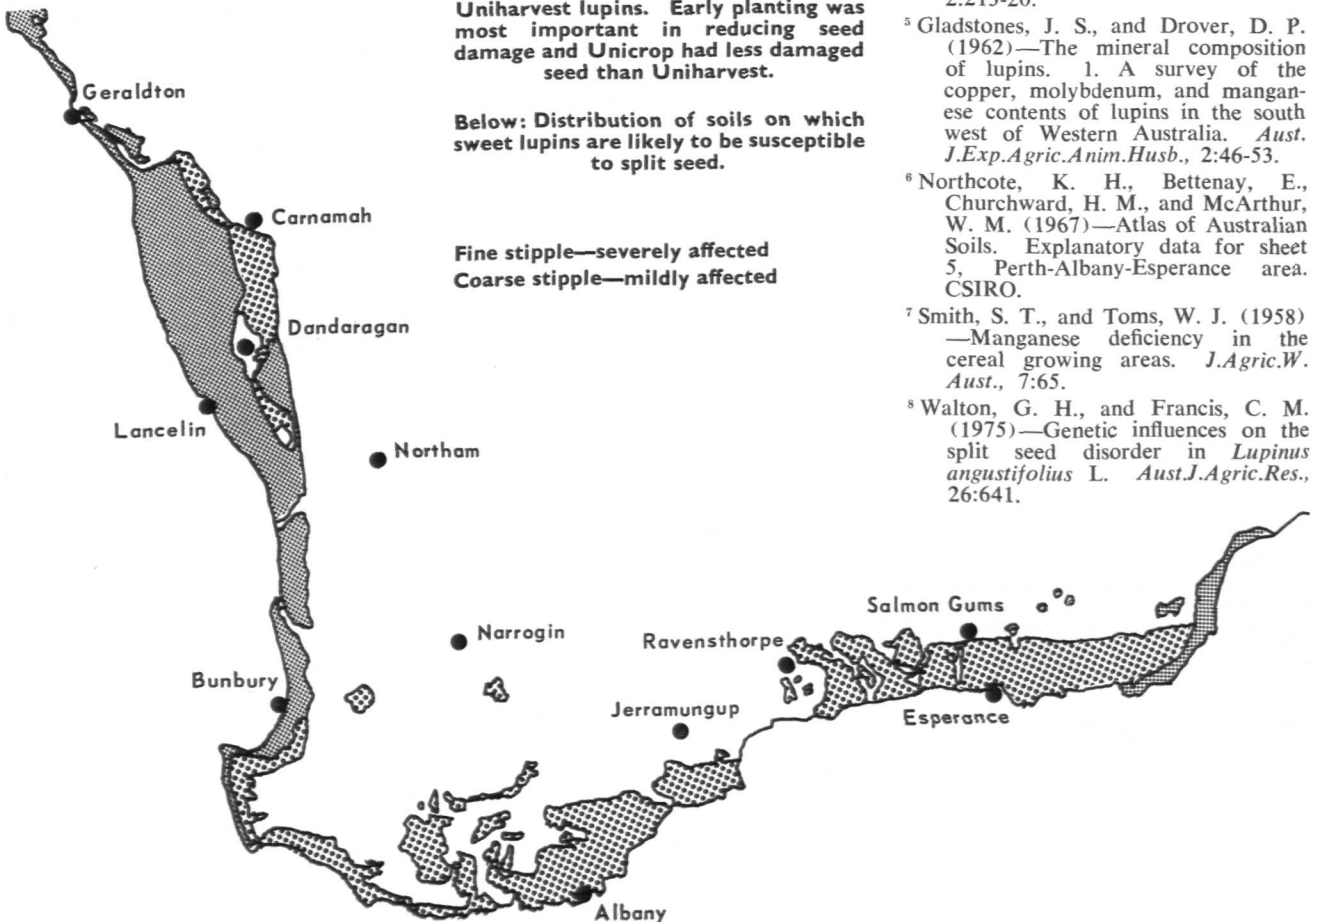 Uniharvest lupins. Early planting was
most important in reducing seed
damage and Unicrop had less damaged
seed than Uniharvest.
Below: Distribution of soils on which
sweet lupins are likely to be susceptible
to split seed.
Fine stipple—severely affected
Coarse stipple—mildly affected
2:215-20.
⁵ Gladstones, J. S., and Drover, D. P.
(1962)—The mineral composition
of lupins. 1. A survey of the
copper, molybdenum, and mangan-
ese contents of lupins in the south
west of Western Australia. Aust.
J.Exp.Agric.Anim.Husb., 2:46-53.
⁶ Northcote, K. H., Bettenay, E.,
Churchward, H. M., and McArthur,
W. M. (1967)—Atlas of Australian
Soils. Explanatory data for sheet
5, Perth-Albany-Esperance area.
CSIRO.
⁷ Smith, S. T., and Toms, W. J. (1958)
—Manganese deficiency in the
cereal growing areas. J.Agric.W.
Aust., 7:65.
⁸ Walton, G. H., and Francis, C. M.
(1975)—Genetic influences on the
split seed disorder in Lupinus
angustifolius L. Aust.J.Agric.Res.,
26:641.
Geraldton
Carnamah
Dandaragan
Lancelin
Northam
Narrogin
Bunbury
Salmon Gums
Ravensthorpe
Jerramungup
Esperance
Albany